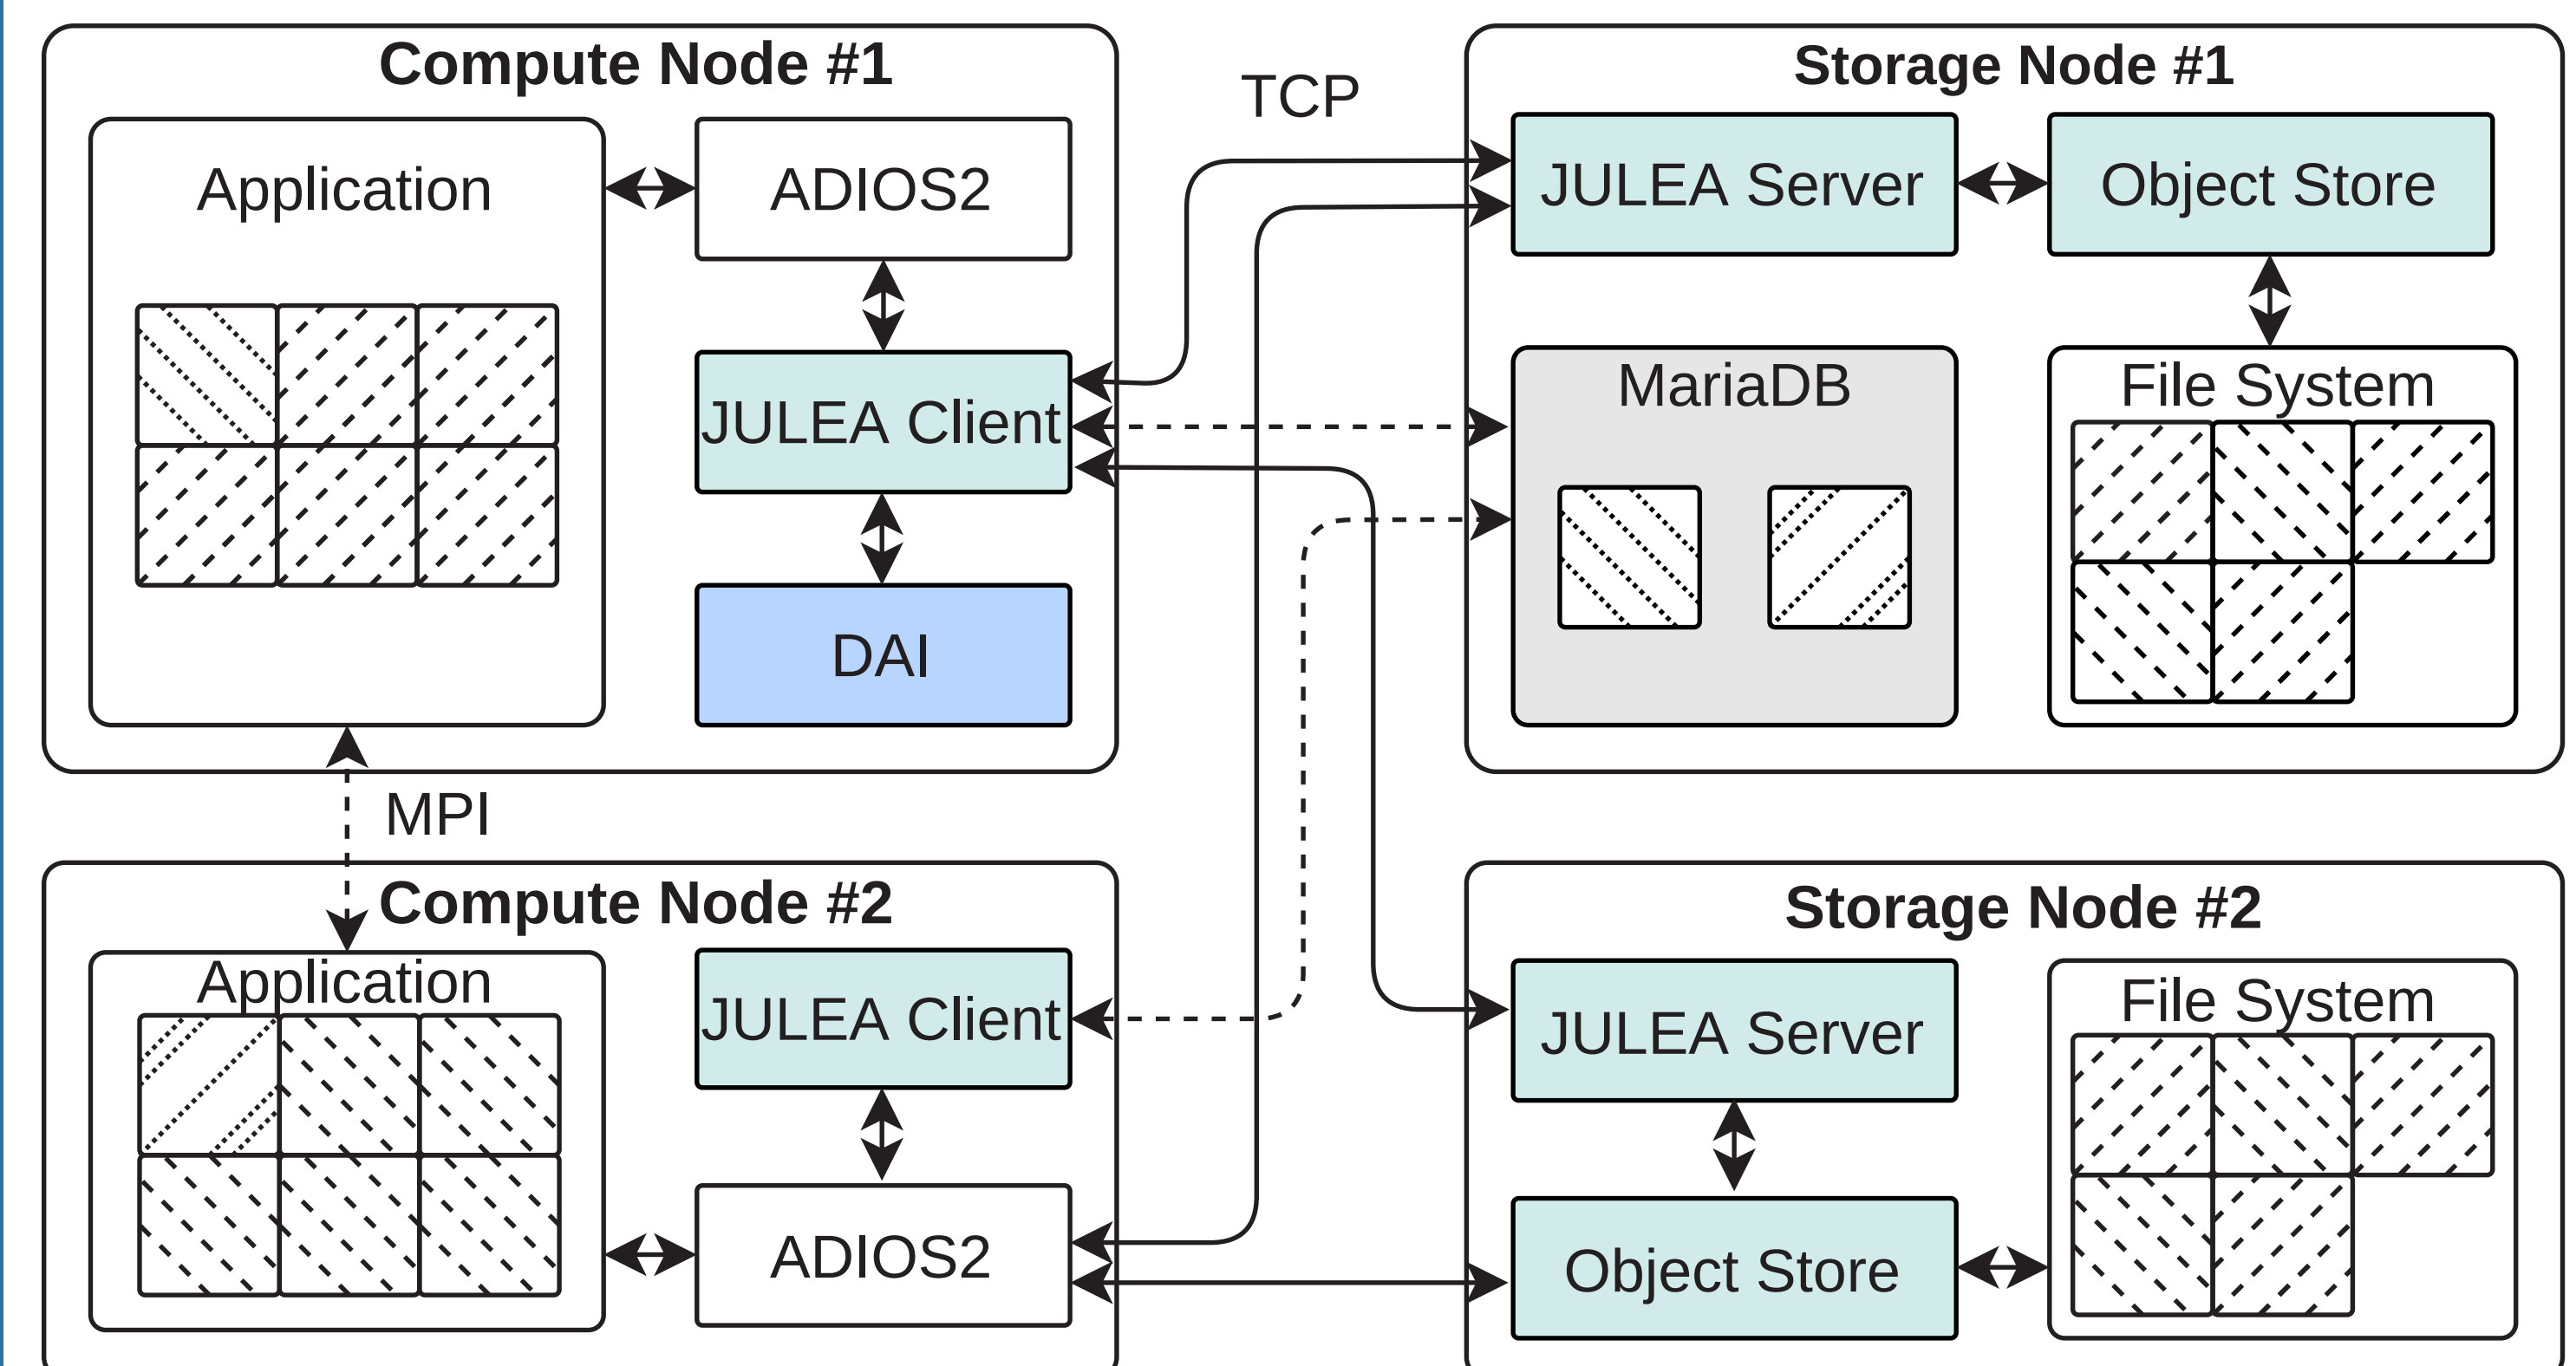 Compute Node #1
Application
ADIOS2
JULEA Client
DAI
TCP
Storage Node #1
JULEA Server
Object Store
MariaDB
File System
MPI
Compute Node #2
Application
JULEA Client
ADIOS2
Storage Node #2
JULEA Server
File System
Object Store